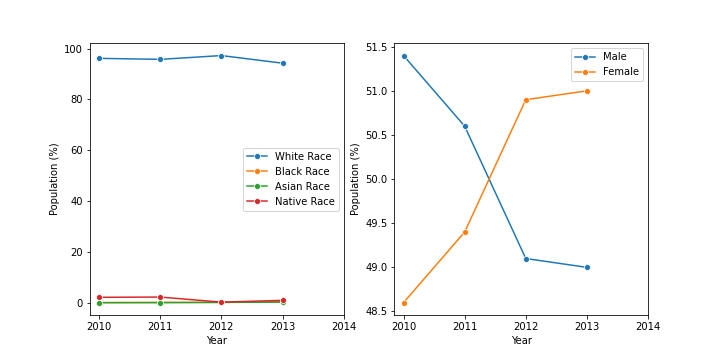 100
80
60
40
20
0
Population (%)
2010 2011 2012 2013 2014
Year
White Race
Black Race
Asian Race
Native Race
51.5
51.0
50.5
50.0
49.5
49.0
48.5
Population (%)
2010 2011 2012 2013 2014
Year
Male
Female